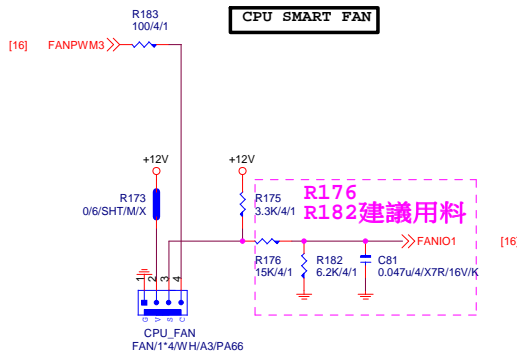 CPU SMART FAN
R183
100/4/1
[16] FANPWM3
+12V
+12V
R173
0/6/SHT/M/X
R175
3.3K/4/1
R176
R182建議用料
FANIO1 [16]
R176
15K/4/1
R182
6.2K/4/1
C81
0.047u/4/X7R/16V/K
1 2 3 4
G V S C
CPU_FAN
FAN/1*4/WH/A3/PA66